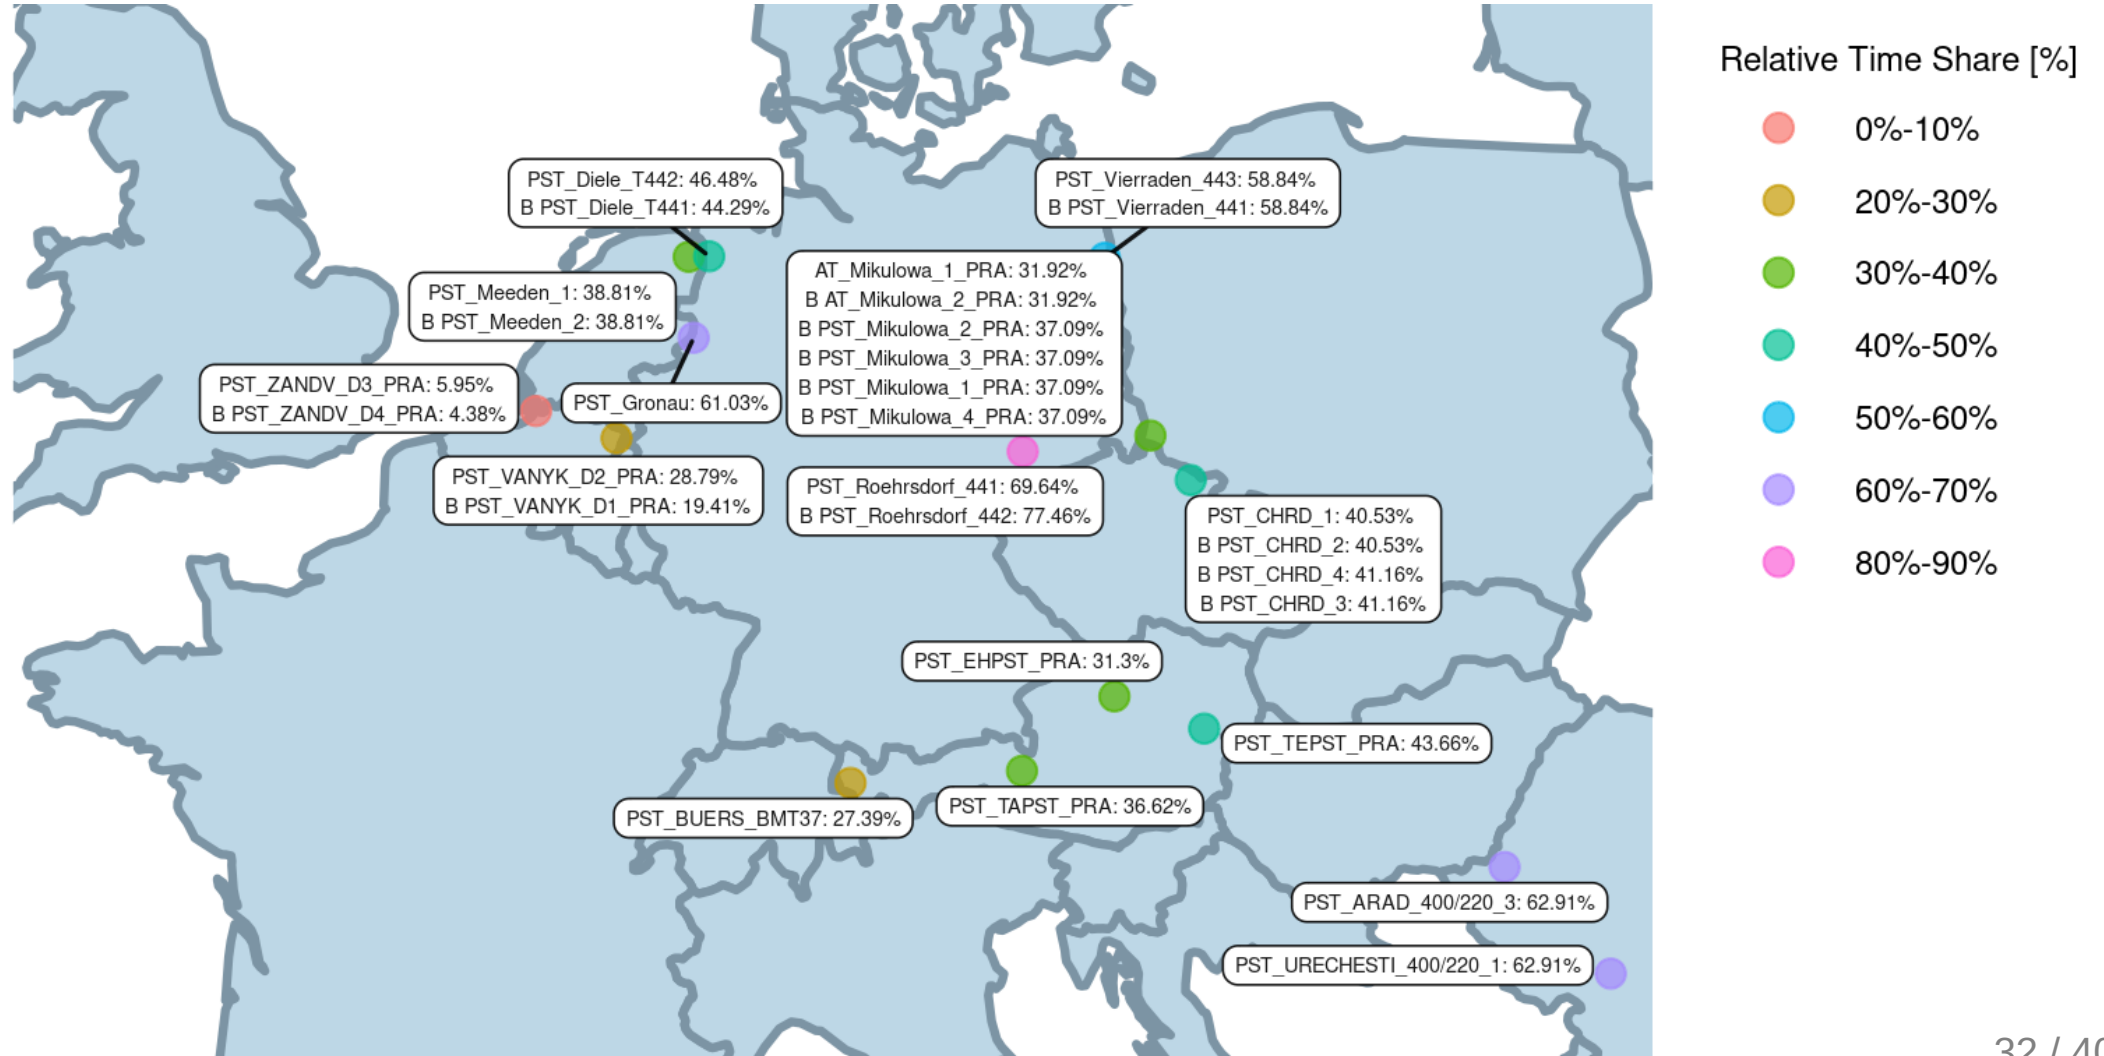 Relative Time Share [%]
0%-10%
20%-30%
30%-40%
40%-50%
50%-60%
60%-70%
80%-90%
PST_Diele_T442: 46.48%
B PST_Diele_T441: 44.29%
PST_Vierraden_443: 58.84%
B PST_Vierraden_441: 58.84%
PST_Meeden_1: 38.81%
B PST_Meeden_2: 38.81%
AT_Mikulowa_1_PRA: 31.92%
B AT_Mikulowa_2_PRA: 31.92%
B PST_Mikulowa_2_PRA: 37.09%
B PST_Mikulowa_3_PRA: 37.09%
B PST_Mikulowa_1_PRA: 37.09%
B PST_Mikulowa_4_PRA: 37.09%
PST_ZANDV_D3_PRA: 5.95%
B PST_ZANDV_D4_PRA: 4.38%
PST_Gronau: 61.03%
PST_VANYK_D2_PRA: 28.79%
B PST_VANYK_D1_PRA: 19.41%
PST_Roehrsdorf_441: 69.64%
B PST_Roehrsdorf_442: 77.46%
PST_CHRD_1: 40.53%
B PST_CHRD_2: 40.53%
B PST_CHRD_4: 41.16%
B PST_CHRD_3: 41.16%
PST_EHPST_PRA: 31.3%
PST_TEPST_PRA: 43.66%
PST_TAPST_PRA: 36.62%
PST_BUERS_BMT37: 27.39%
PST_ARAD_400/220_3: 62.91%
PST_URECHESTI_400/220_1: 62.91%
32 / 40